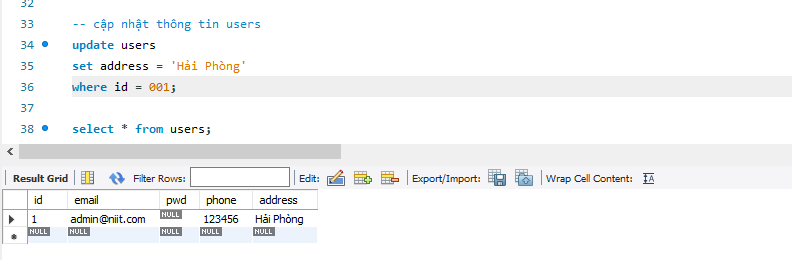 32
33 -- cập nhật thông tin users
34 update users
35 set address = 'Hải Phòng'
36 where id = 001;
37
38 select * from users;
Result Grid Filter Rows: Edit: Export/Import: Wrap Cell Content: IA
id email pwd phone address
1 admin@niit.com NULL 123456 Hải Phòng
NULL NULL NULL NULL NULL